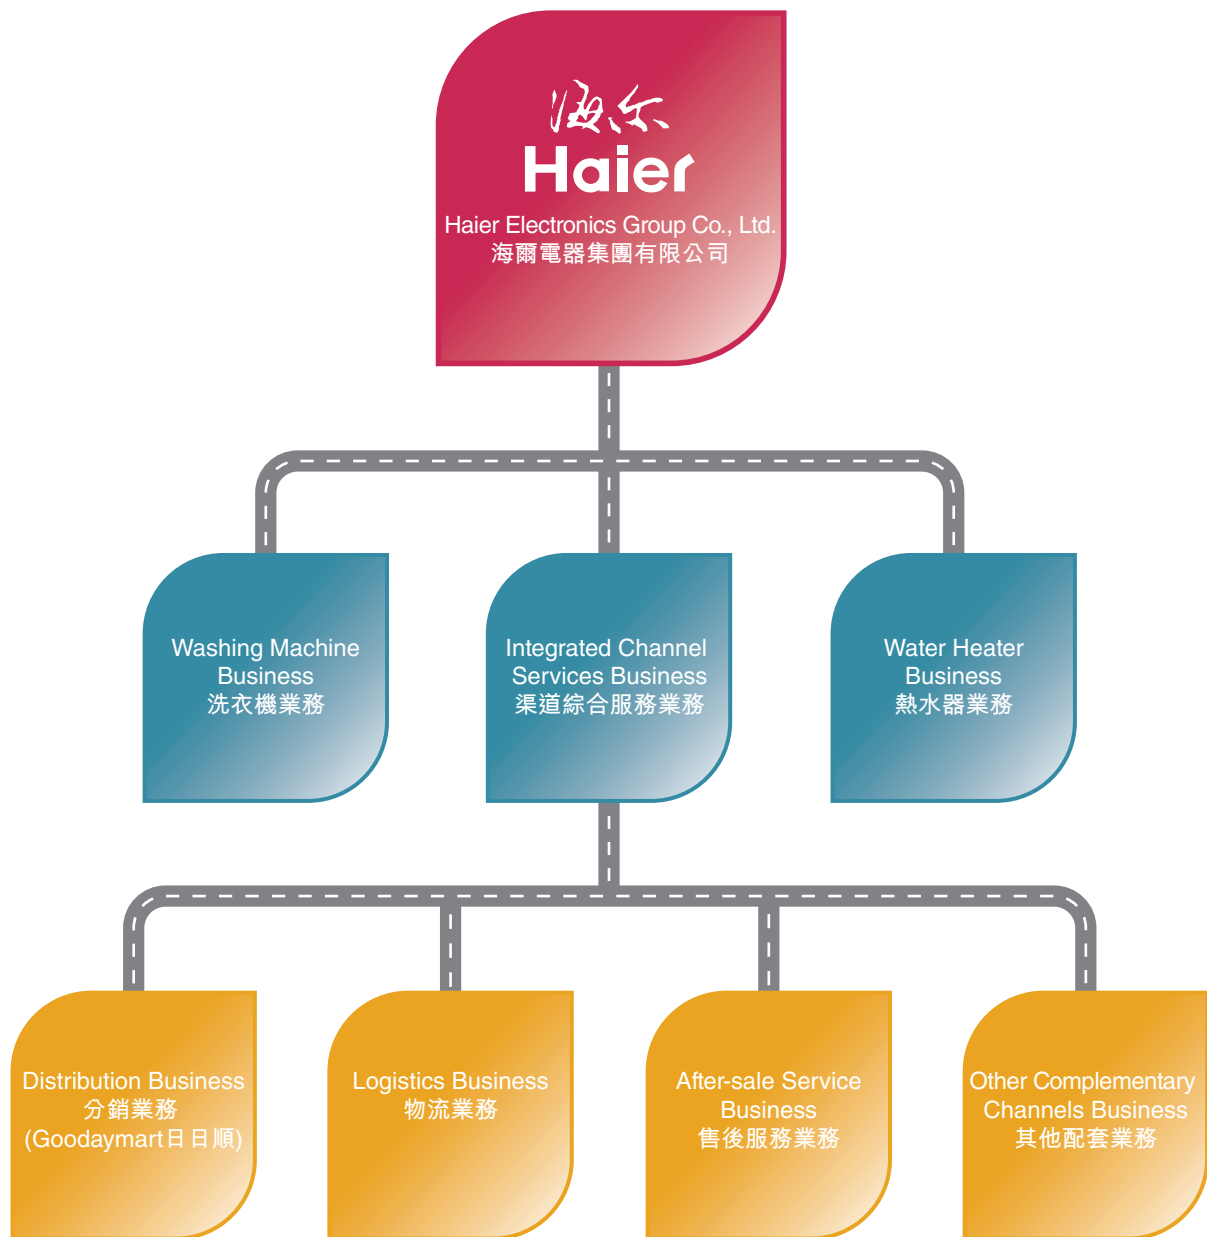 海尔
Haier
Haier Electronics Group Co., Ltd.
海爾電器集團有限公司
Washing Machine
Business
洗衣機業務
Integrated Channel
Services Business
渠道綜合服務業務
Water Heater
Business
熱水器業務
Distribution Business
分銷業務
(Goodaymart日日順)
Logistics Business
物流業務
After-sale Service
Business
售後服務業務
Other Complementary
Channels Business
其他配套業務